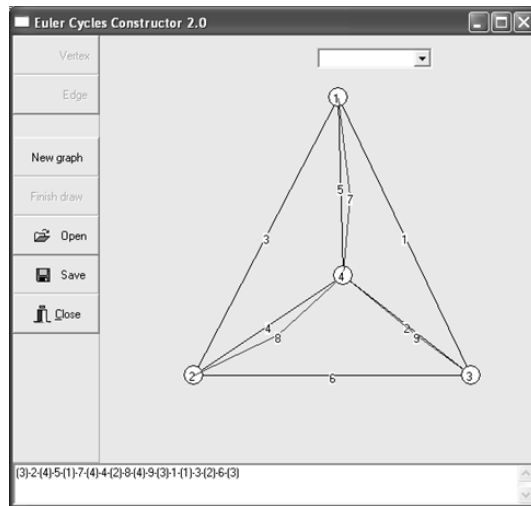 Euler Cycles Constructor 2.0
Vertex
Edge
New graph
Finish draw
Open
Save
Close
1
5
7
3
1
4
4
8
2
9
2
6
3
(3)-2-(4)-5-(1)-7-(4)-4-(2)-8-(4)-9-(3)-1-(1)-3-(2)-6-(3)